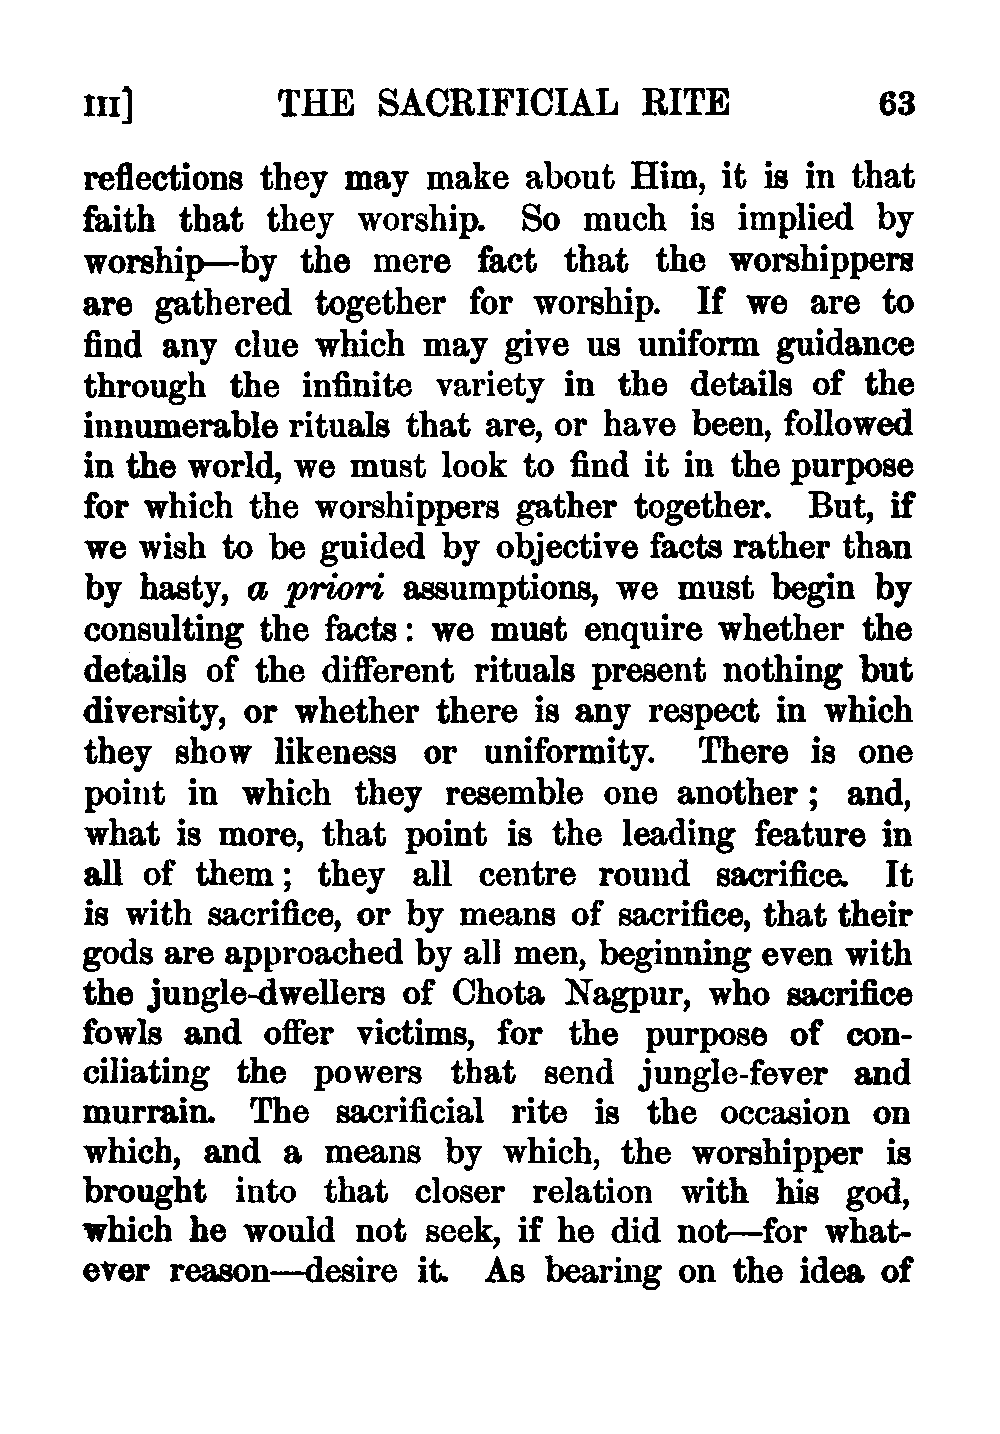 III] THE SACRIFICIAL RITE 63
reflections they may make about Him, it is in that
faith that they worship. So much is implied by
worship—by the mere fact that the worshippers
are gathered together for worship. If we are to
find any clue which may give us uniform guidance
through the infinite variety in the details of the
innumerable rituals that are, or have been, followed
in the world, we must look to find it in the purpose
for which the worshippers gather together. But, if
we wish to be guided by objective facts rather than
by hasty, a priori assumptions, we must begin by
consulting the facts: we must enquire whether the
details of the different rituals present nothing but
diversity, or whether there is any respect in which
they show likeness or uniformity. There is one
point in which they resemble one another; and,
what is more, that point is the leading feature in
all of them; they all centre round sacrifice. It
is with sacrifice, or by means of sacrifice, that their
gods are approached by all men, beginning even with
the jungle-dwellers of Chota Nagpur, who sacrifice
fowls and offer victims, for the purpose of con-
ciliating the powers that send jungle-fever and
murrain. The sacrificial rite is the occasion on
which, and a means by which, the worshipper is
brought into that closer relation with his god,
which he would not seek, if he did not—for what-
ever reason—desire it. As bearing on the idea of